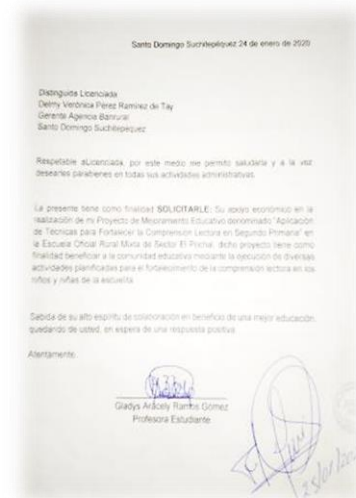 Santo Domingo Suchitepéquez 24 de enero de 2020
Distinguida Licenciada
Delmy Verónica Pérez Ramírez de Tay
Gerente Agencia Banrural
Santo Domingo Suchitepéquez
Respetable aLicenciada, por este medio me permito saludarla y a la vez
desearles parabienes en todas sus actividades administrativas.
La presente tiene como finalidad SOLICITARLE: Su apoyo económico en la
realización de mi Proyecto de Mejoramiento Educativo denominado "Aplicación
de Técnicas para Fortalecer la Comprensión Lectora en Segundo Primaria" en
la Escuela Oficial Rural Mixta de Sector El Prixchal, dicho proyecto tiene como
finalidad beneficiar a la comunidad educativa mediante la ejecución de diversas
actividades planificadas para el fortalecimiento de la comprensión lectora en los
niños y niñas de la escuelita
Sabida de su alto espíritu de colaboración en beneficio de una mejor educación,
quedando de usted, en espera de una respuesta positiva
Atentamente
Gladys Arácely Ramos Gómez
Profesora Estudiante